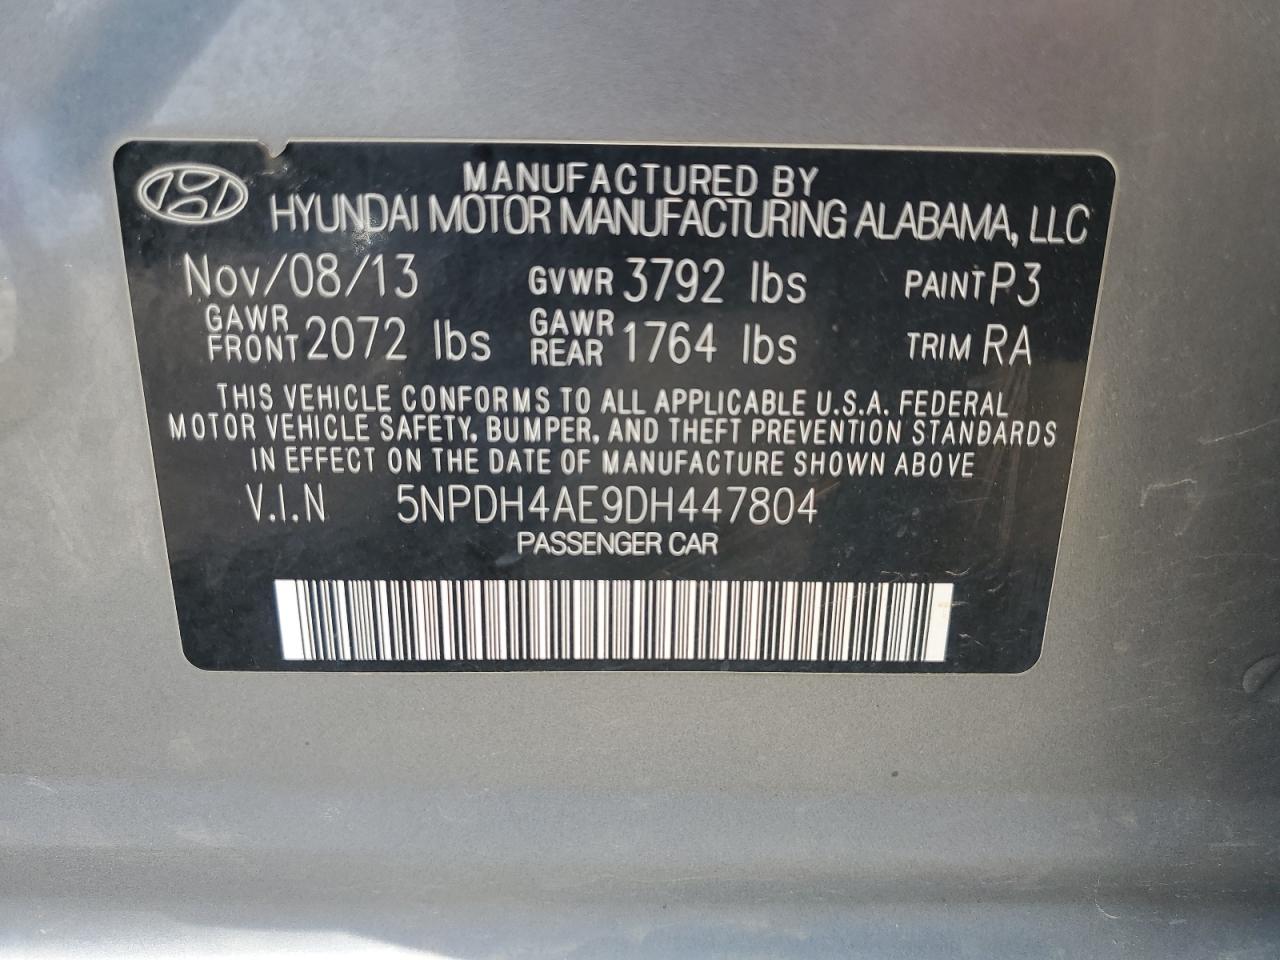 MANUFACTURED BY
HYUNDAI MOTOR MANUFACTURING ALABAMA, LLC
Nov/08/13 GVWR 3792 lbs PAINT P3
GAWR FRONT 2072 lbs GAWR REAR 1764 lbs TRIM RA
THIS VEHICLE CONFORMS TO ALL APPLICABLE U.S.A. FEDERAL
MOTOR VEHICLE SAFETY, BUMPER, AND THEFT PREVENTION STANDARDS
IN EFFECT ON THE DATE OF MANUFACTURE SHOWN ABOVE
V.I.N 5NPDH4AE9DH447804
PASSENGER CAR